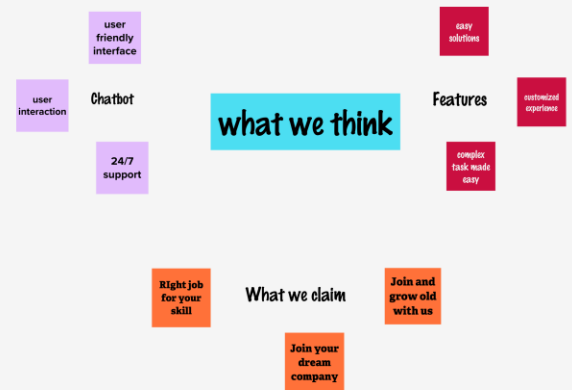 user
friendly
interface
user
interaction
Chatbot
24/7
support
what we think
easy
solutions
Features
customized
experience
complex
task made
easy
RIght job
for your
skill
What we claim
Join and
grow old
with us
Join your
dream
company